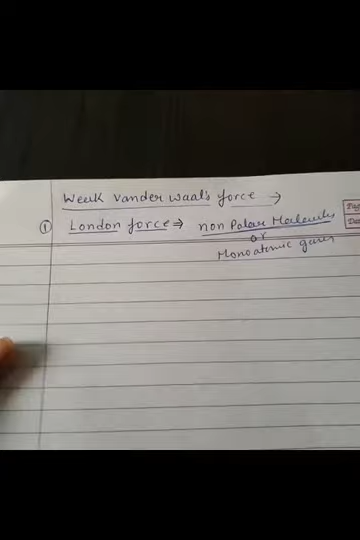 Weak Vander Waal's force →
① London force ⇒ non Polar Molecules
or
Monoatomic gases